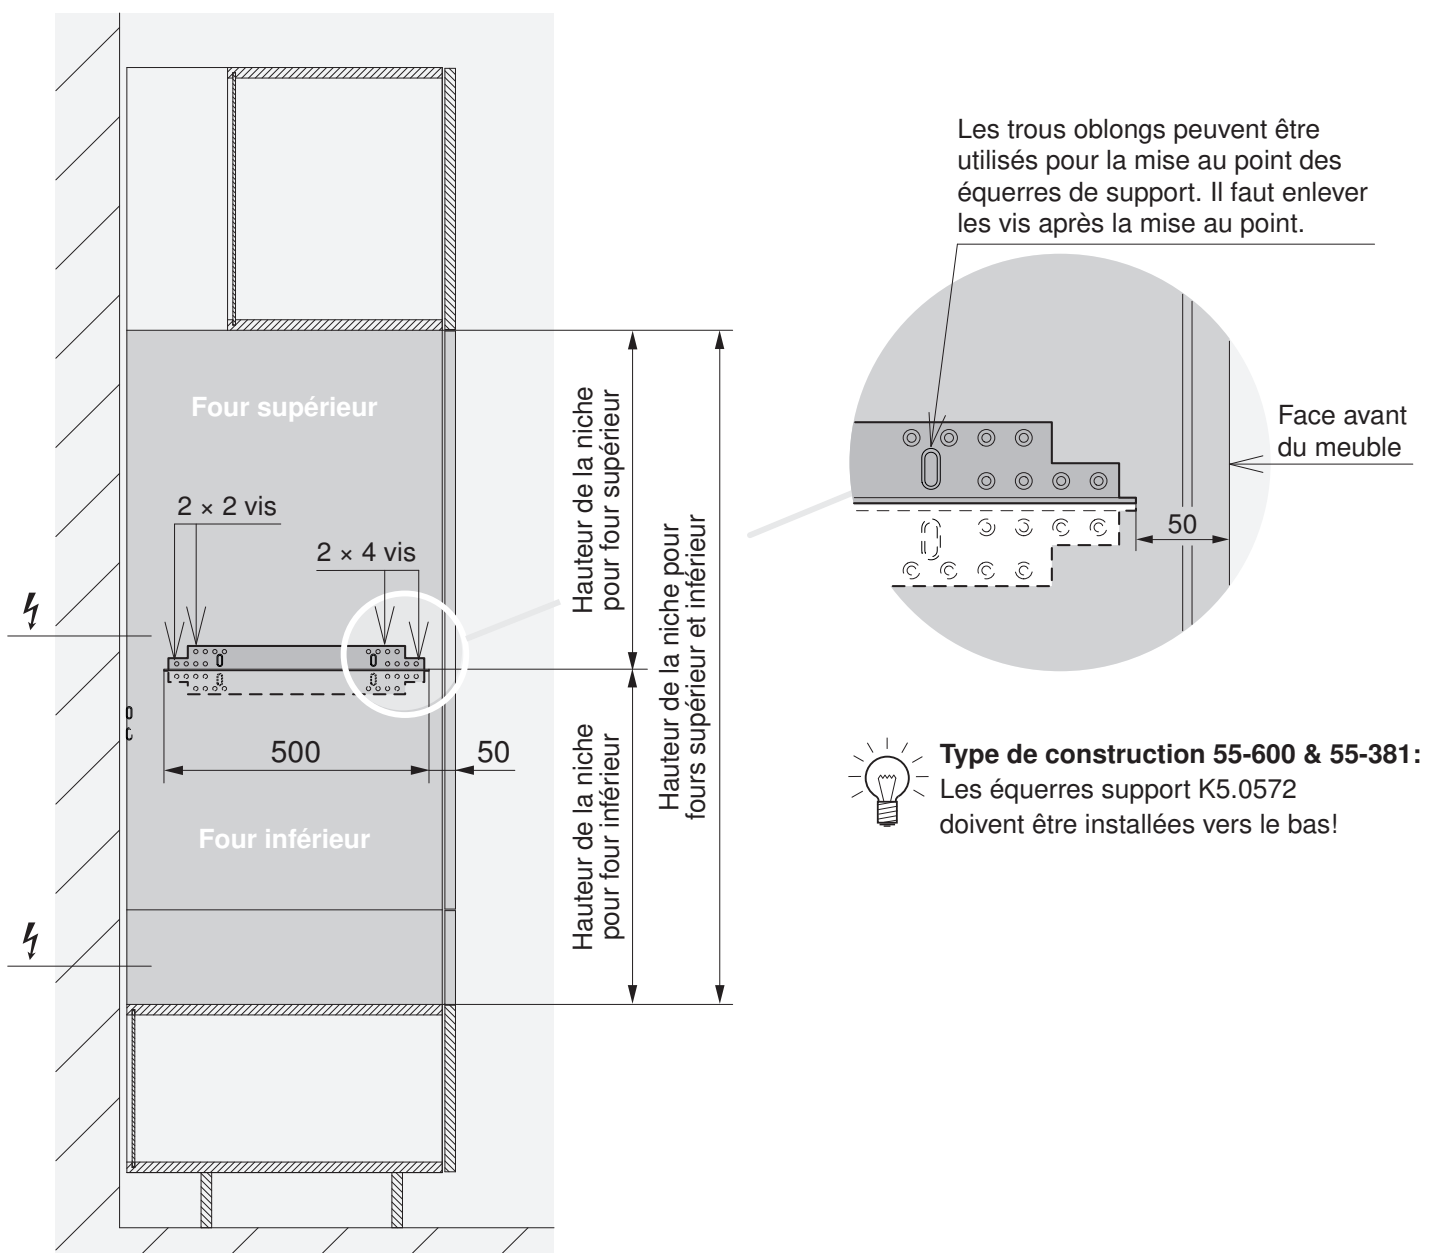 Les trous oblongs peuvent être
utilisés pour la mise au point des
équerres de support. Il faut enlever
les vis après la mise au point.
Four supérieur
Hauteur de la niche
pour four supérieur
Face avant
du meuble
2 × 2 vis
2 × 4 vis
50
Hauteur de la niche pour
fours supérieur et inférieur
500
50
Hauteur de la niche
pour four inférieur
Four inférieur
Type de construction 55-600 & 55-381:
Les équerres support K5.0572
doivent être installées vers le bas!